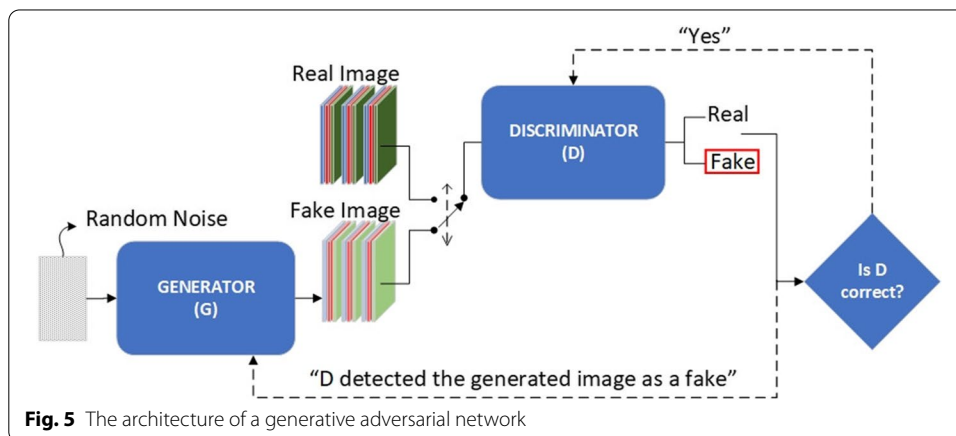 “Yes”
Real Image
DISCRIMINATOR
(D)
Real
Fake
Fake Image
Random Noise
GENERATOR
(G)
Is D
correct?
“D detected the generated image as a fake”
Fig. 5 The architecture of a generative adversarial network